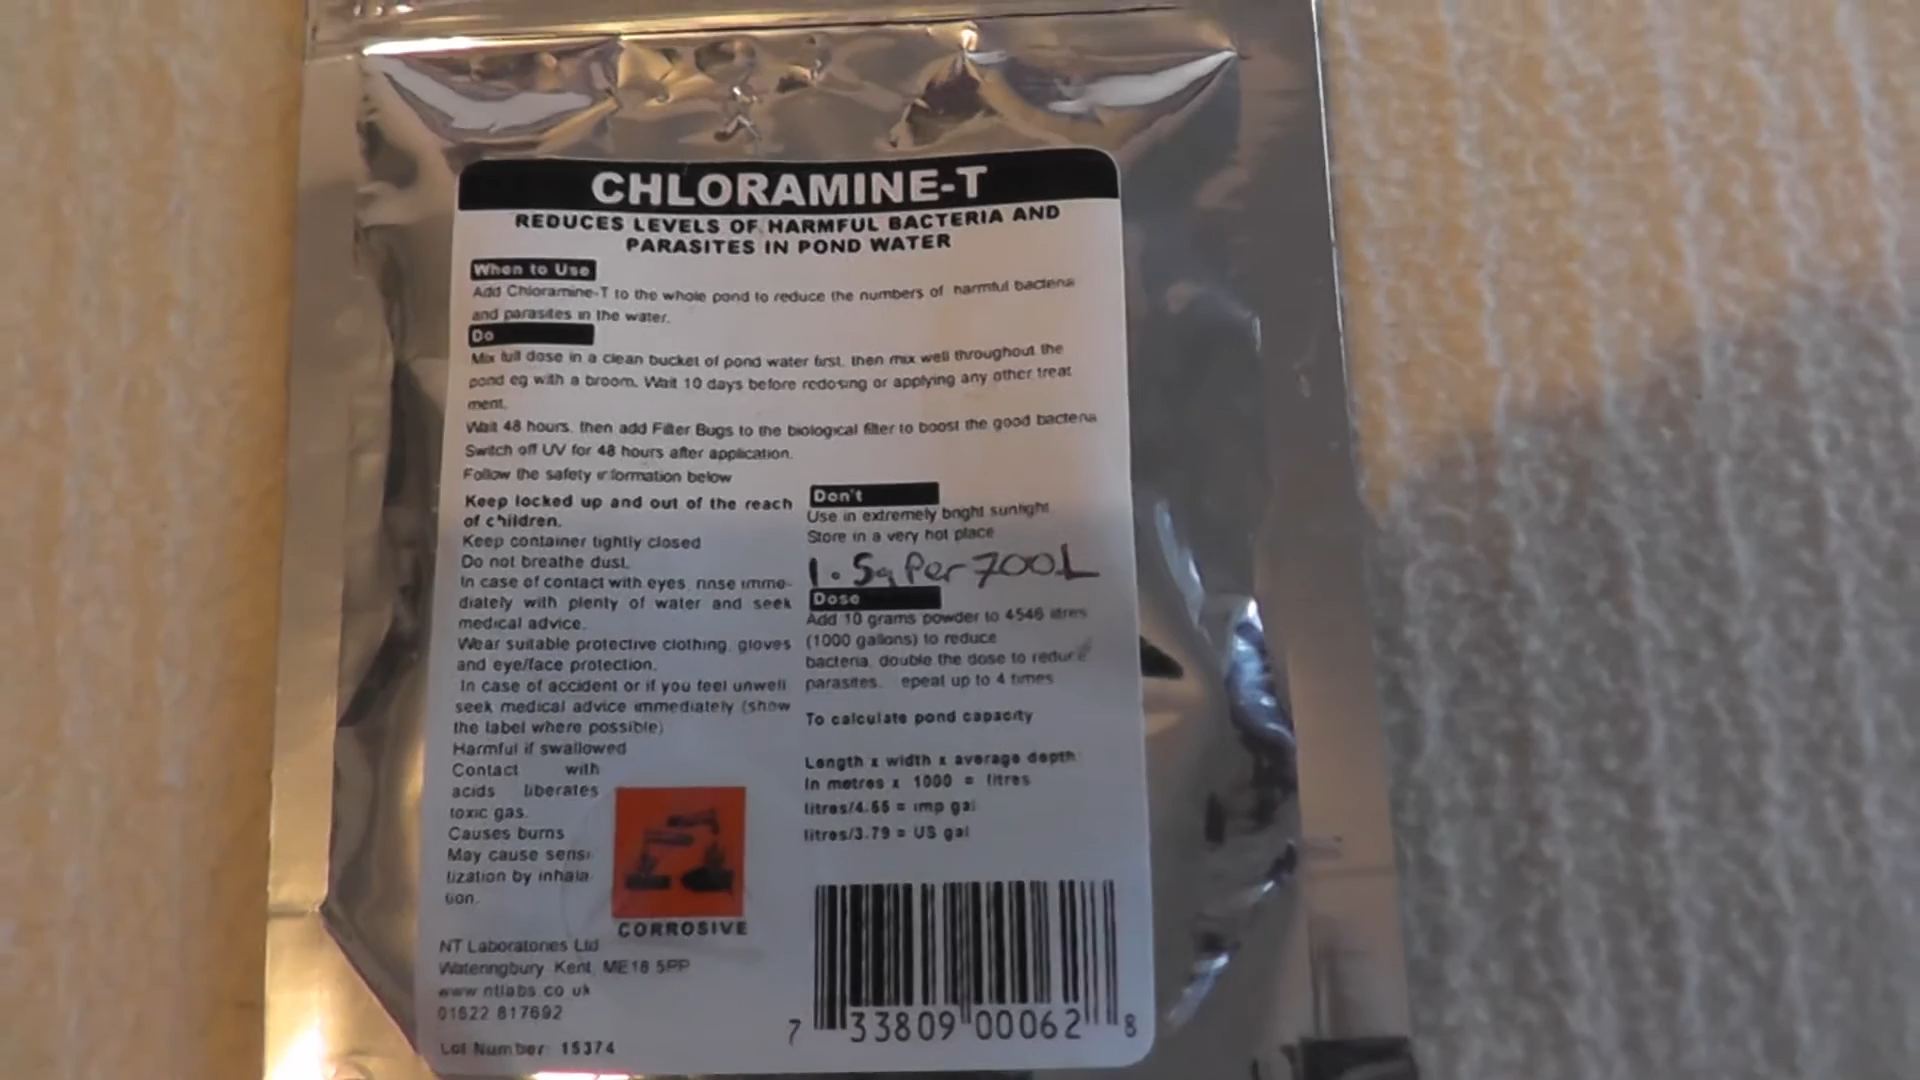 CHLORAMINE-T
REDUCES LEVELS OF HARMFUL BACTERIA AND
PARASITES IN POND WATER
When to Use
Add Chloramine-T to the whole pond to reduce the numbers of harmful bacteria
and parasites in the water.
Do
Mix full dose in a clean bucket of pond water first, then mix well throughout the
pond eg with a broom. Wait 10 days before redosing or applying any other treat
ment.
Wait 48 hours, then add Filter Bugs to the biological filter to boost the good bacteria
Switch off UV for 48 hours after application.
Follow the safety information below
Keep locked up and out of the reach
of children.
Keep container tightly closed
Do not breathe dust.
In case of contact with eyes, rinse imme-
diately with plenty of water and seek
medical advice.
Wear suitable protective clothing, gloves
and eye/face protection.
In case of accident or if you feel unwell
seek medical advice immediately (show
the label where possible)
Harmful if swallowed
Contact with
acids liberates
toxic gas.
Causes burns
May cause sensi
tization by inhala
tion.
CORROSIVE
NT Laboratories Ltd
Wateringbury Kent ME18 5PP
www.ntlabs.co.uk
01622 817692
Lot Number: 15374
Don't
Use in extremely bright sunlight
Store in a very hot place
1.5g Per 700L
Dose
Add 10 grams powder to 4546 litres
(1000 gallons) to reduce
bacteria, double the dose to reduce
parasites. epeat up to 4 times
To calculate pond capacity
Length x width x average depth
In metres x 1000 = litres
litres/4.55 = imp gal
litres/3.79 = US gal
7 33809 00062 8